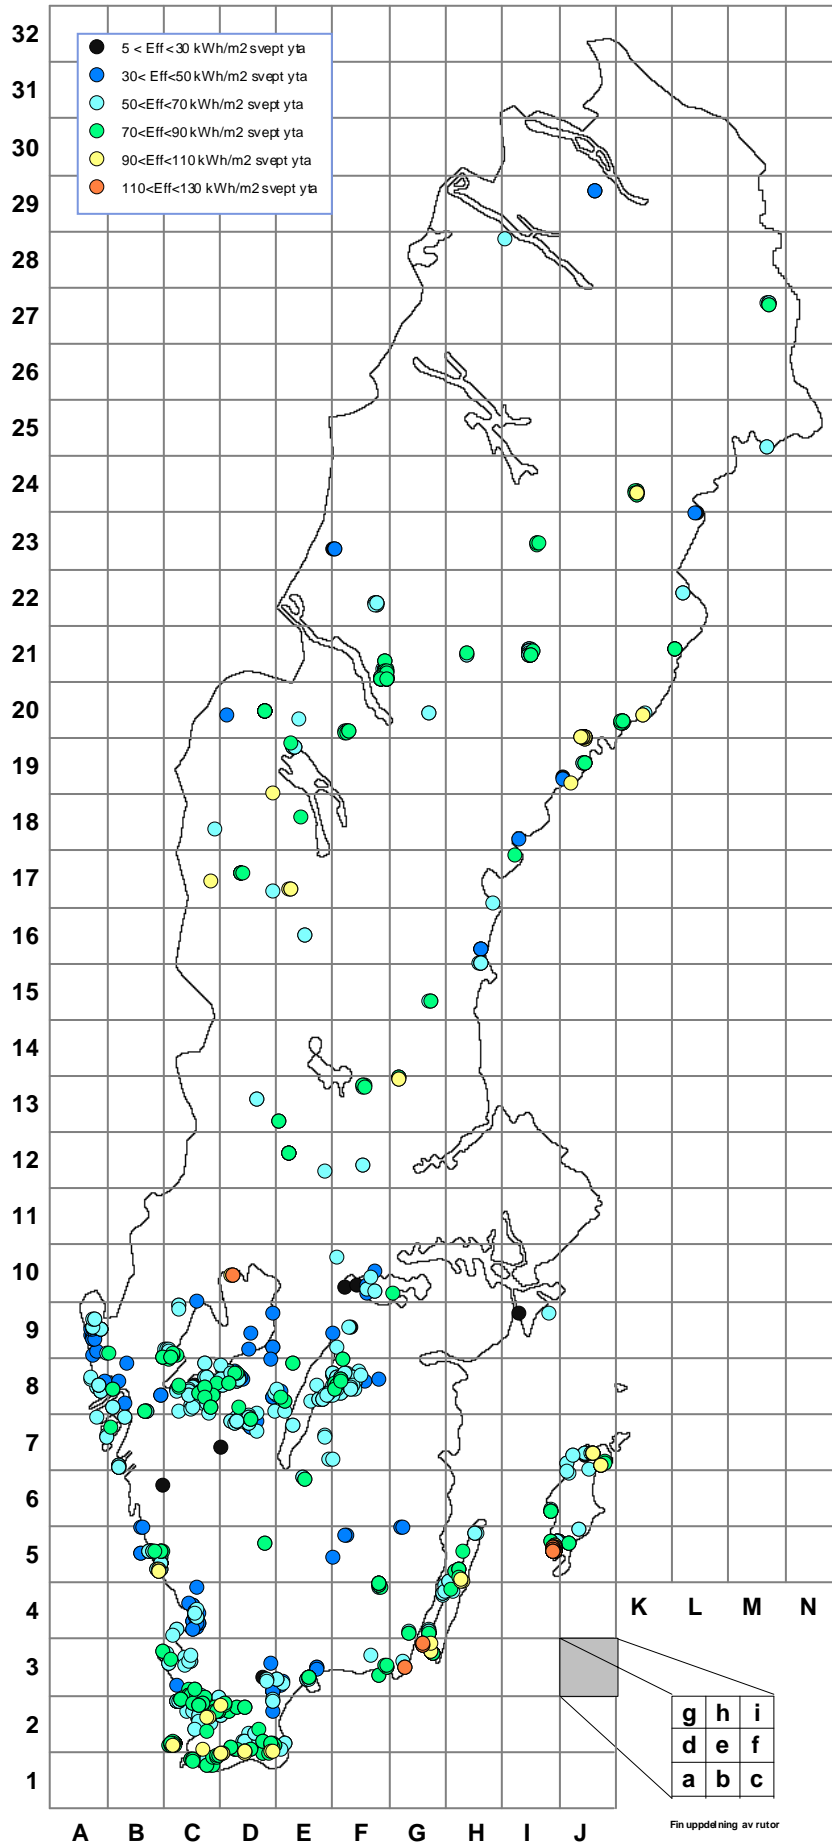 32
5 < Eff<30 kWh/m2 svept yta
30< Eff<50 kWh/m2 svept yta
31
50<Eff<70 kWh/m2 svept yta
70<Eff<90 kWh/m2 svept yta
30
90<Eff<110 kWh/m2 svept yta
110<Eff<130 kWh/m2 svept yta
29
28
27
26
25
24
23
22
21
20
19
18
17
16
15
14
13
12
11
10
9
8
7
6
5
4
K L M N
3
g h i
2
d e f
1
a b c
A B C D E F G H I J
Fin uppdelning av rutor